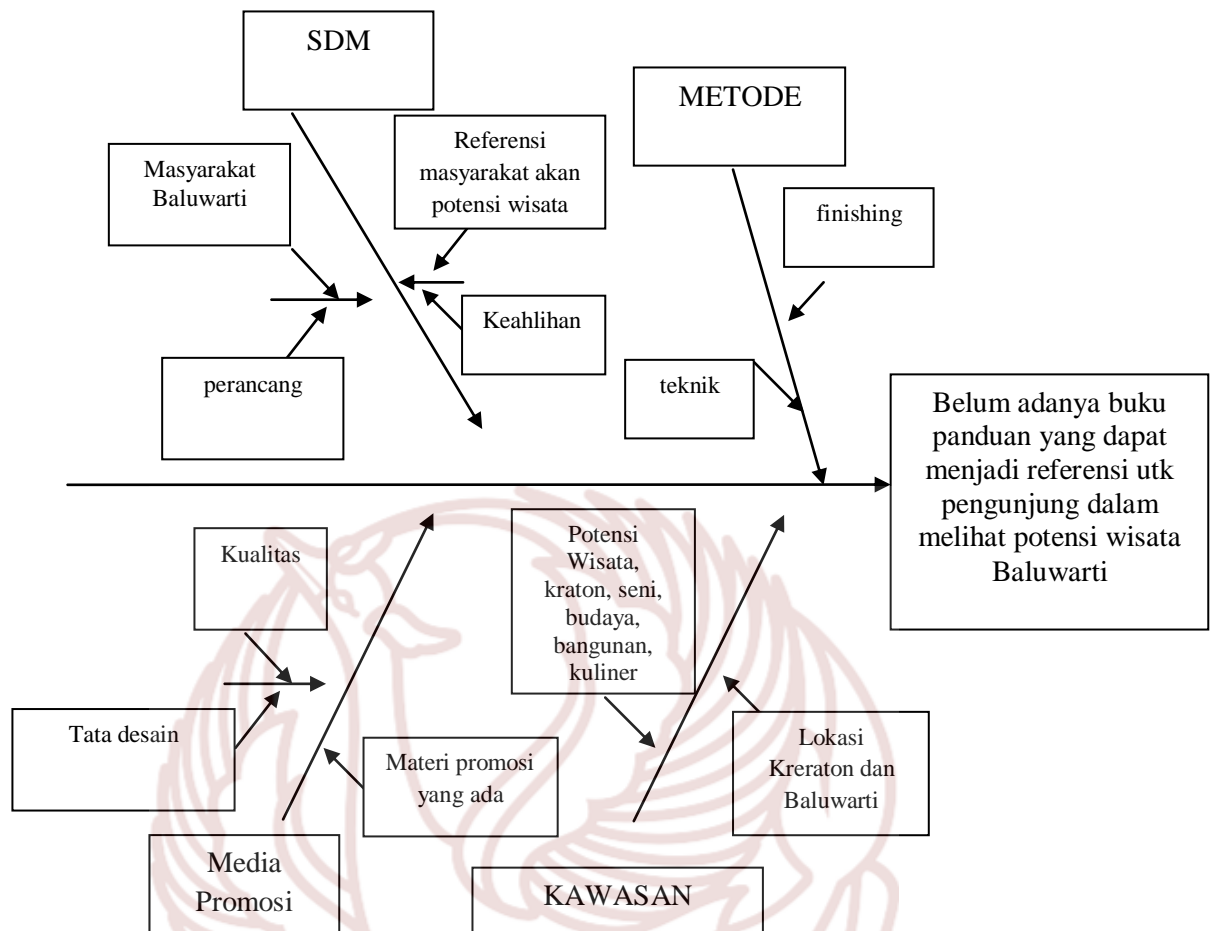 SDM
METODE
Masyarakat
Baluwarti
Referensi
masyarakat akan
potensi wisata
finishing
Keahlihan
perancang
teknik
Belum adanya buku
panduan yang dapat
menjadi referensi utk
pengunjung dalam
melihat potensi wisata
Baluwarti
Kualitas
Potensi
Wisata,
kraton, seni,
budaya,
bangunan,
kuliner
Tata desain
Materi promosi
yang ada
Lokasi
Kreraton dan
Baluwarti
Media
Promosi
KAWASAN